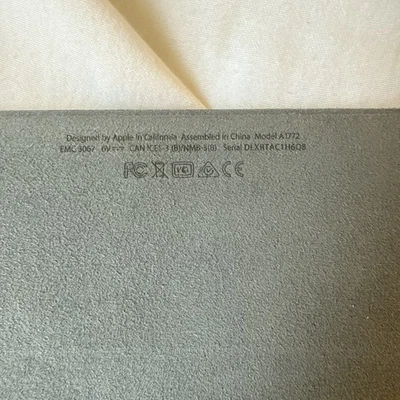 Designed by Apple in California Assembled in China Model A1772
EMC 3067 6V⎓ CAN ICES-3 (B)/NMB-3(B) Serial
FC